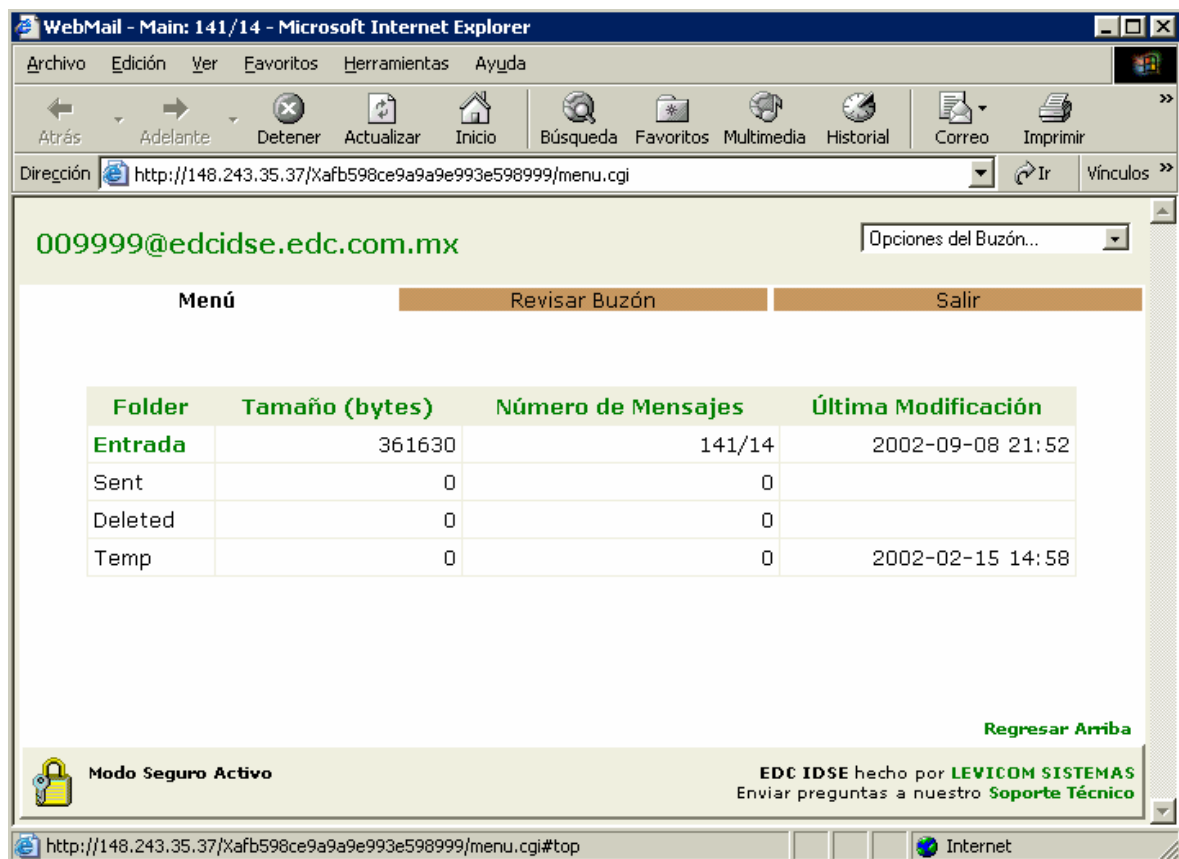 WebMail - Main: 141/14 - Microsoft Internet Explorer
Archivo Edición Ver Favoritos Herramientas Ayuda
Atrás Adelante Detener Actualizar Inicio Búsqueda Favoritos Multimedia Historial Correo Imprimir »
Dirección http://148.243.35.37/Xafb598ce9a9a9e993e598999/menu.cgi Ir Vínculos »
009999@edcidse.edc.com.mx Opciones del Buzón...
Menú Revisar Buzón Salir
Folder Tamaño (bytes) Número de Mensajes Última Modificación
Entrada 361630 141/14 2002-09-08 21:52
Sent 0 0
Deleted 0 0
Temp 0 0 2002-02-15 14:58
Regresar Arriba
Modo Seguro Activo EDC IDSE hecho por LEVICOM SISTEMAS
Enviar preguntas a nuestro Soporte Técnico
http://148.243.35.37/Xafb598ce9a9a9e993e598999/menu.cgi#top Internet